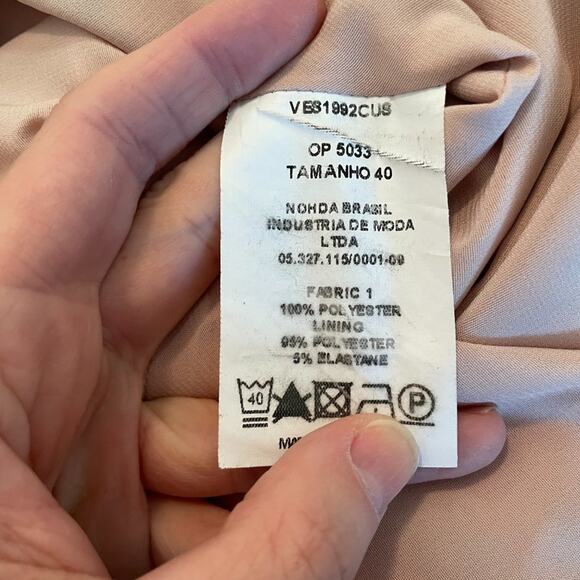 VES1992CUS
OP 5033
TAMANHO 40
NOHDA BRASIL
INDUSTRIA DE MODA
LTDA
05.327.115/0001-09
FABRIC 1
100% POLYESTER
LINING
95% POLYESTER
5% ELASTANE
40 P